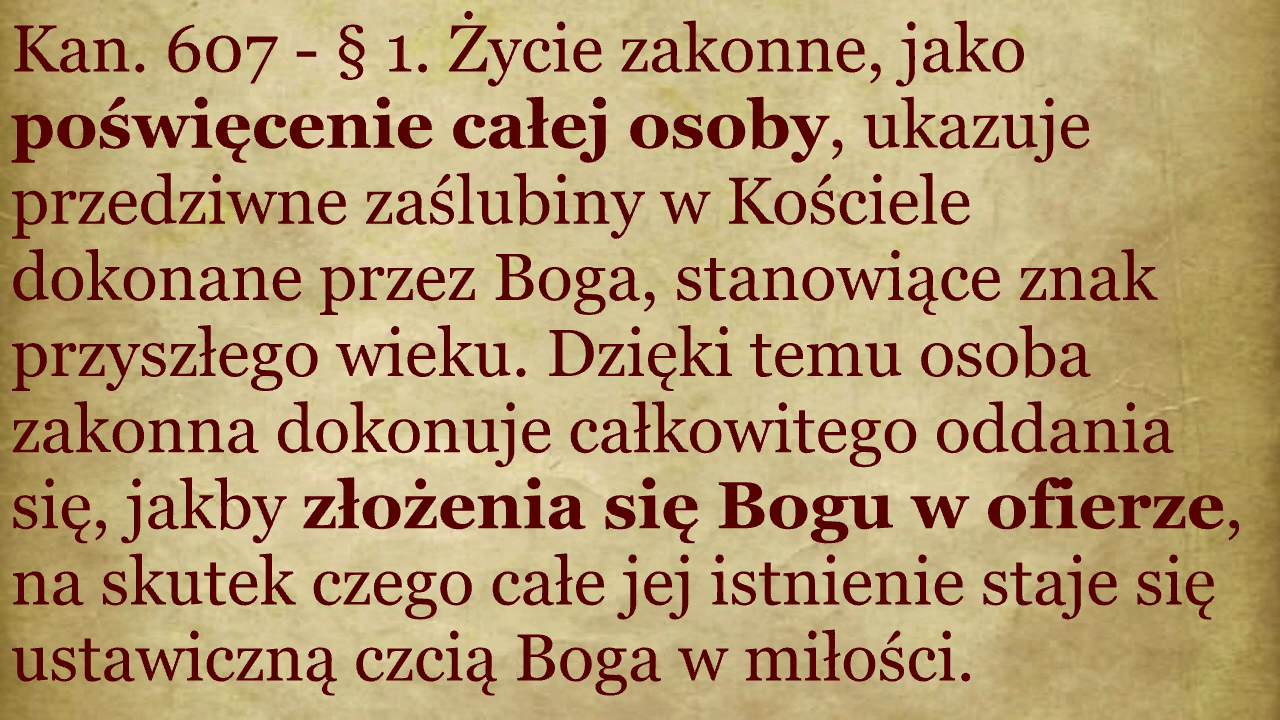 Kan. 607 - § 1. Życie zakonne, jako
poświęcenie całej osoby, ukazuje
przedziwne zaślubiny w Kościele
dokonane przez Boga, stanowiące znak
przyszłego wieku. Dzięki temu osoba
zakonna dokonuje całkowitego oddania
się, jakby złożenia się Bogu w ofierze,
na skutek czego całe jej istnienie staje się
ustawiczną czcią Boga w miłości.